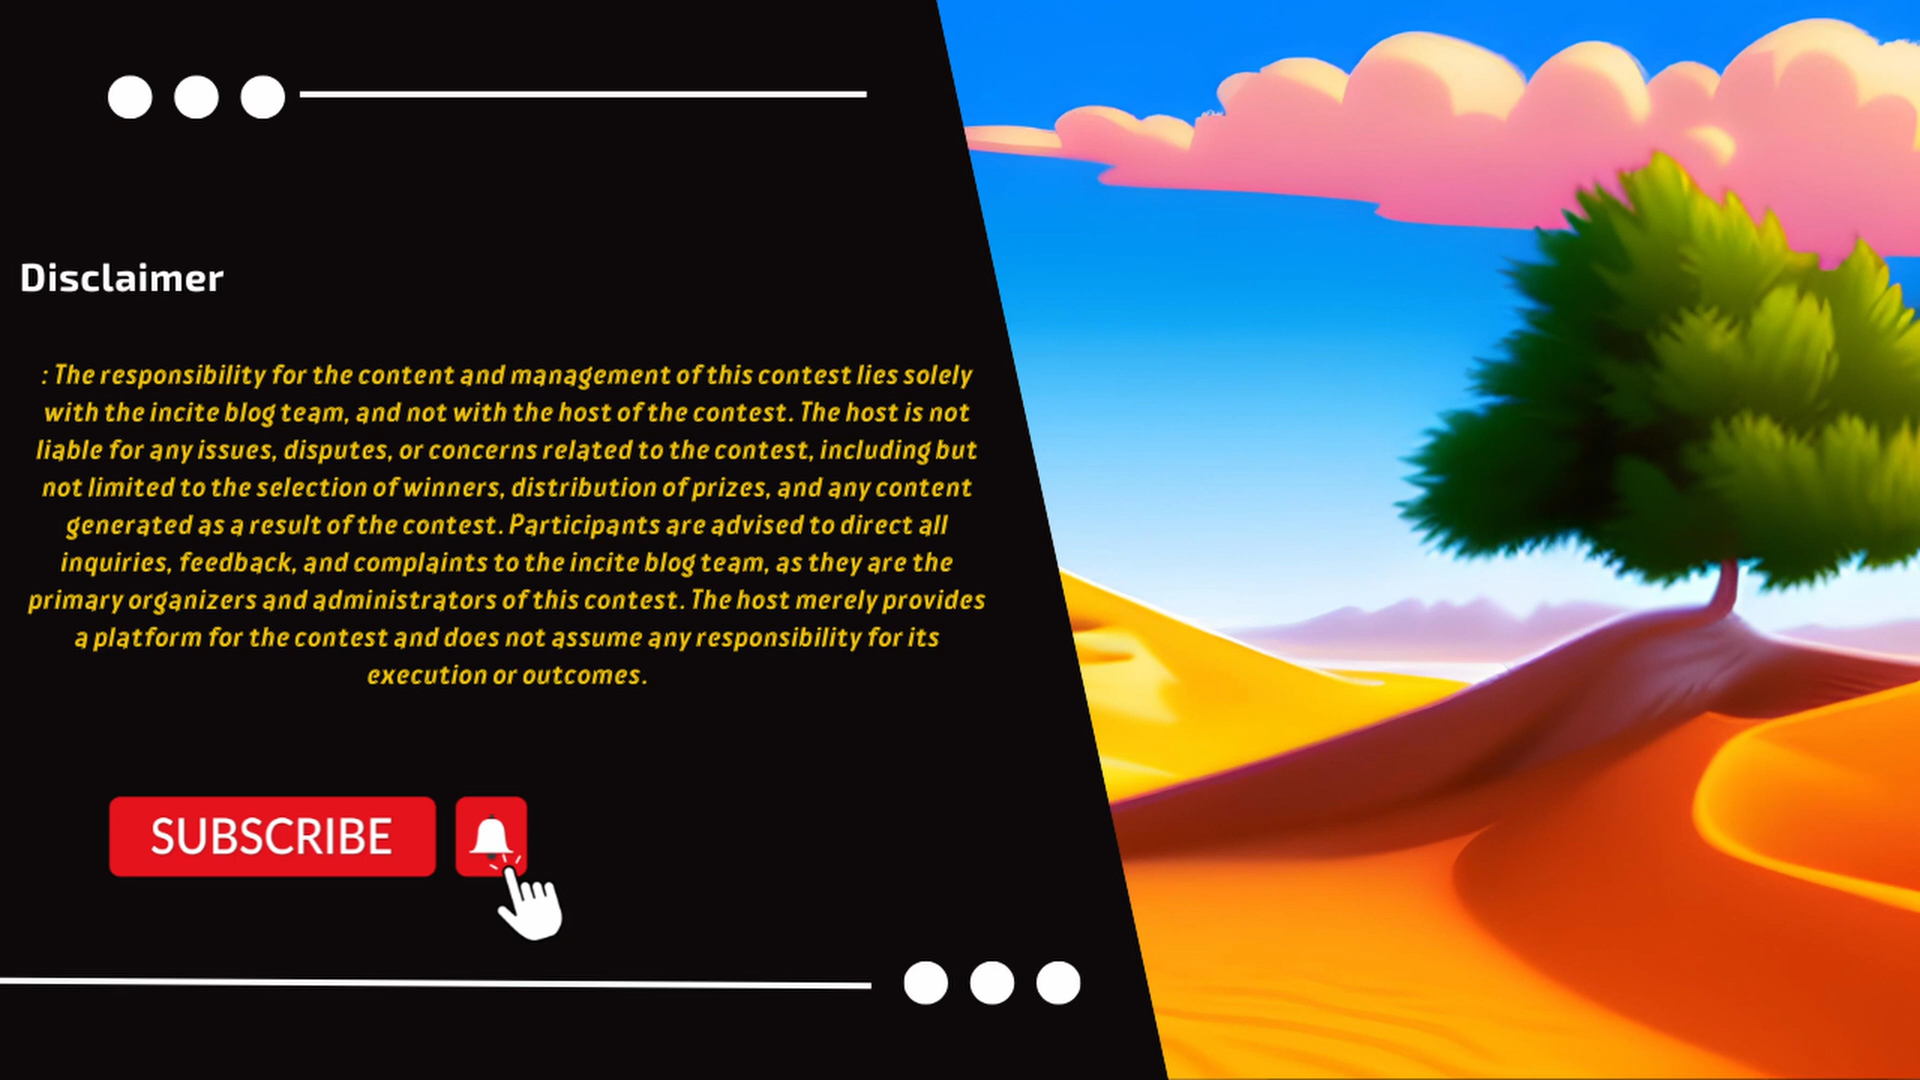 Disclaimer
: The responsibility for the content and management of this contest lies solely
with the incite blog team, and not with the host of the contest. The host is not
liable for any issues, disputes, or concerns related to the contest, including but
not limited to the selection of winners, distribution of prizes, and any content
generated as a result of the contest. Participants are advised to direct all
inquiries, feedback, and complaints to the incite blog team, as they are the
primary organizers and administrators of this contest. The host merely provides
a platform for the contest and does not assume any responsibility for its
execution or outcomes.
SUBSCRIBE